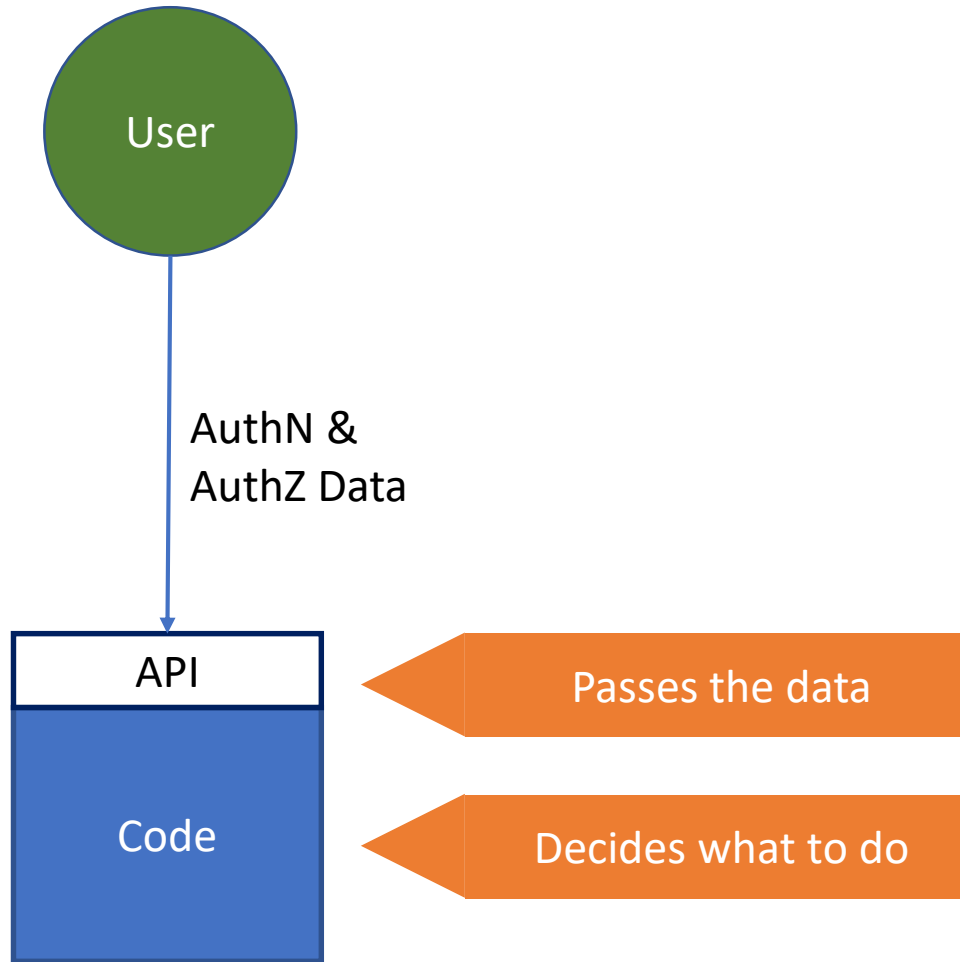 User
AuthN &
AuthZ Data
API
Passes the data
Code
Decides what to do